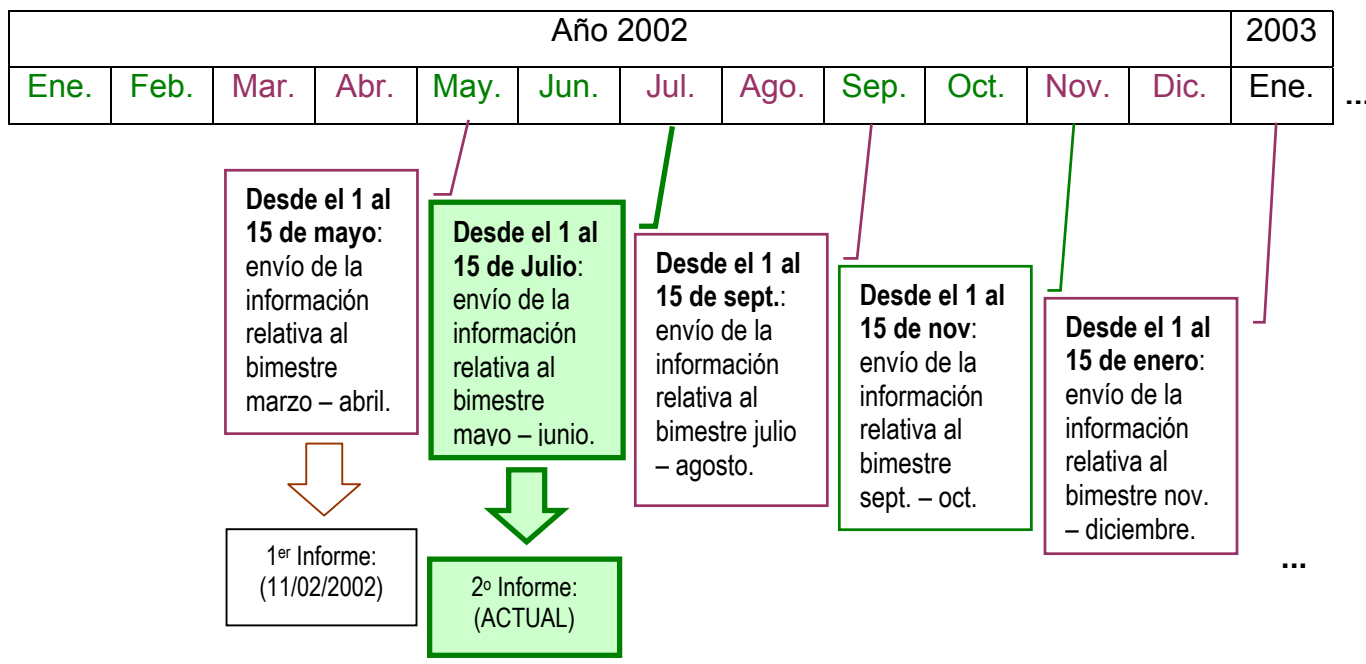 Año 2002 2003
Ene. Feb. Mar. Abr. May. Jun. Jul. Ago. Sep. Oct. Nov. Dic. Ene. ...
Desde el 1 al
15 de mayo:
envío de la
información
relativa al
bimestre
marzo – abril.
Desde el 1 al
15 de Julio:
envío de la
información
relativa al
bimestre
mayo – junio.
Desde el 1 al
15 de sept.:
envío de la
información
relativa al
bimestre julio
– agosto.
Desde el 1 al
15 de nov:
envío de la
información
relativa al
bimestre
sept. – oct.
Desde el 1 al
15 de enero:
envío de la
información
relativa al
bimestre nov.
– diciembre.
...
1er Informe:
(11/02/2002)
2o Informe:
(ACTUAL)